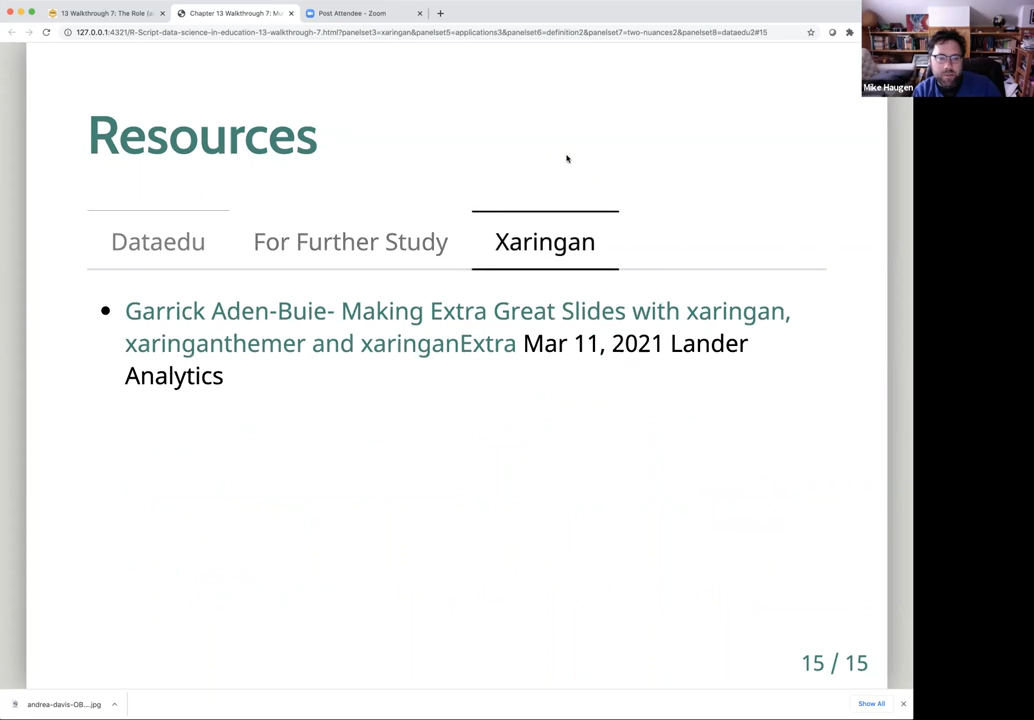 13 Walkthrough 7: The Role (a
Chapter 13 Walkthrough 7: Mu
Post Attendee - Zoom
127.0.0.1:4321/R-Script-data-science-in-education-13-walkthrough-7.html?panelset3=xaringan&panelset5=applications3&panelset6=definition2&panelset7=two-nuances2&panelset8=dataedu2#15
Mike Haugen
Resources
Dataedu
For Further Study
Xaringan
Garrick Aden-Buie- Making Extra Great Slides with xaringan,
xaringanthemer and xaringanExtra Mar 11, 2021 Lander
Analytics
15 / 15
andrea-davis-OB....jpg
Show All